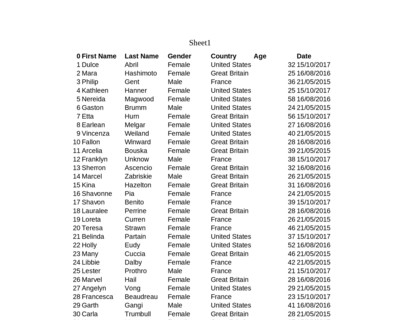 Sheet1
0 First Name Last Name Gender Country Age Date
1 Dulce Abril Female United States 32 15/10/2017
2 Mara Hashimoto Female Great Britain 25 16/08/2016
3 Philip Gent Male France 36 21/05/2015
4 Kathleen Hanner Female United States 25 15/10/2017
5 Nereida Magwood Female United States 58 16/08/2016
6 Gaston Brumm Male United States 24 21/05/2015
7 Etta Hurn Female Great Britain 56 15/10/2017
8 Earlean Melgar Female United States 27 16/08/2016
9 Vincenza Weiland Female United States 40 21/05/2015
10 Fallon Winward Female Great Britain 28 16/08/2016
11 Arcelia Bouska Female Great Britain 39 21/05/2015
12 Franklyn Unknow Male France 38 15/10/2017
13 Sherron Ascencio Female Great Britain 32 16/08/2016
14 Marcel Zabriskie Male Great Britain 26 21/05/2015
15 Kina Hazelton Female Great Britain 31 16/08/2016
16 Shavonne Pia Female France 24 21/05/2015
17 Shavon Benito Female France 39 15/10/2017
18 Lauralee Perrine Female Great Britain 28 16/08/2016
19 Loreta Curren Female France 26 21/05/2015
20 Teresa Strawn Female France 46 21/05/2015
21 Belinda Partain Female United States 37 15/10/2017
22 Holly Eudy Female United States 52 16/08/2016
23 Many Cuccia Female Great Britain 46 21/05/2015
24 Libbie Dalby Female France 42 21/05/2015
25 Lester Prothro Male France 21 15/10/2017
26 Marvel Hail Female Great Britain 28 16/08/2016
27 Angelyn Vong Female United States 29 21/05/2015
28 Francesca Beaudreau Female France 23 15/10/2017
29 Garth Gangi Male United States 41 16/08/2016
30 Carla Trumbull Female Great Britain 28 21/05/2015